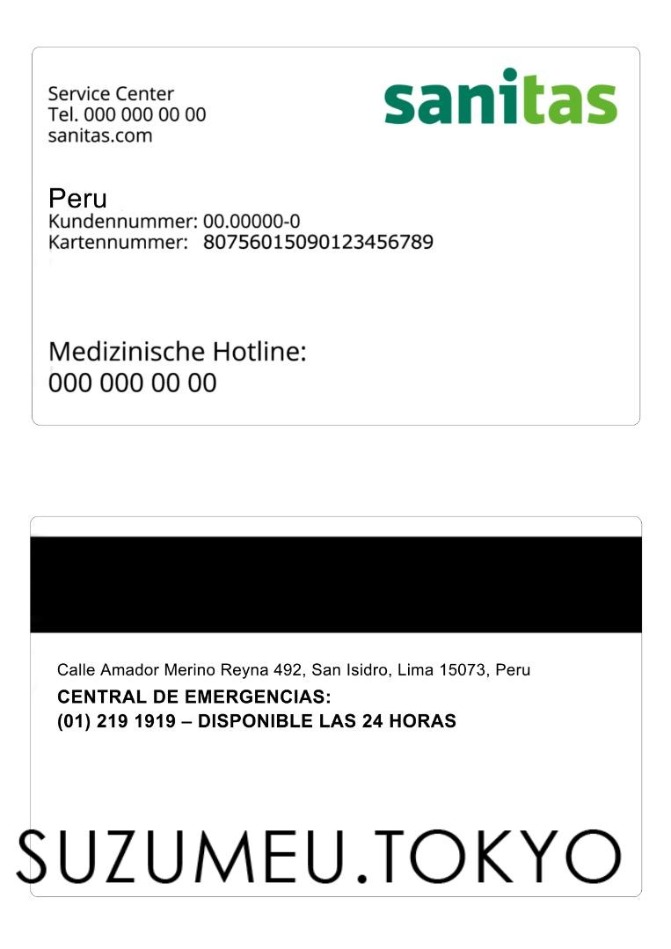 Service Center
Tel. 000 000 00 00
sanitas.com
sanitas
Peru
Kundennummer: 00.00000-0
Kartennummer: 80756015090123456789
Medizinische Hotline:
000 000 00 00
Calle Amador Merino Reyna 492, San Isidro, Lima 15073, Peru
CENTRAL DE EMERGENCIAS:
(01) 219 1919 – DISPONIBLE LAS 24 HORAS
SUZUMEU.TOKYO